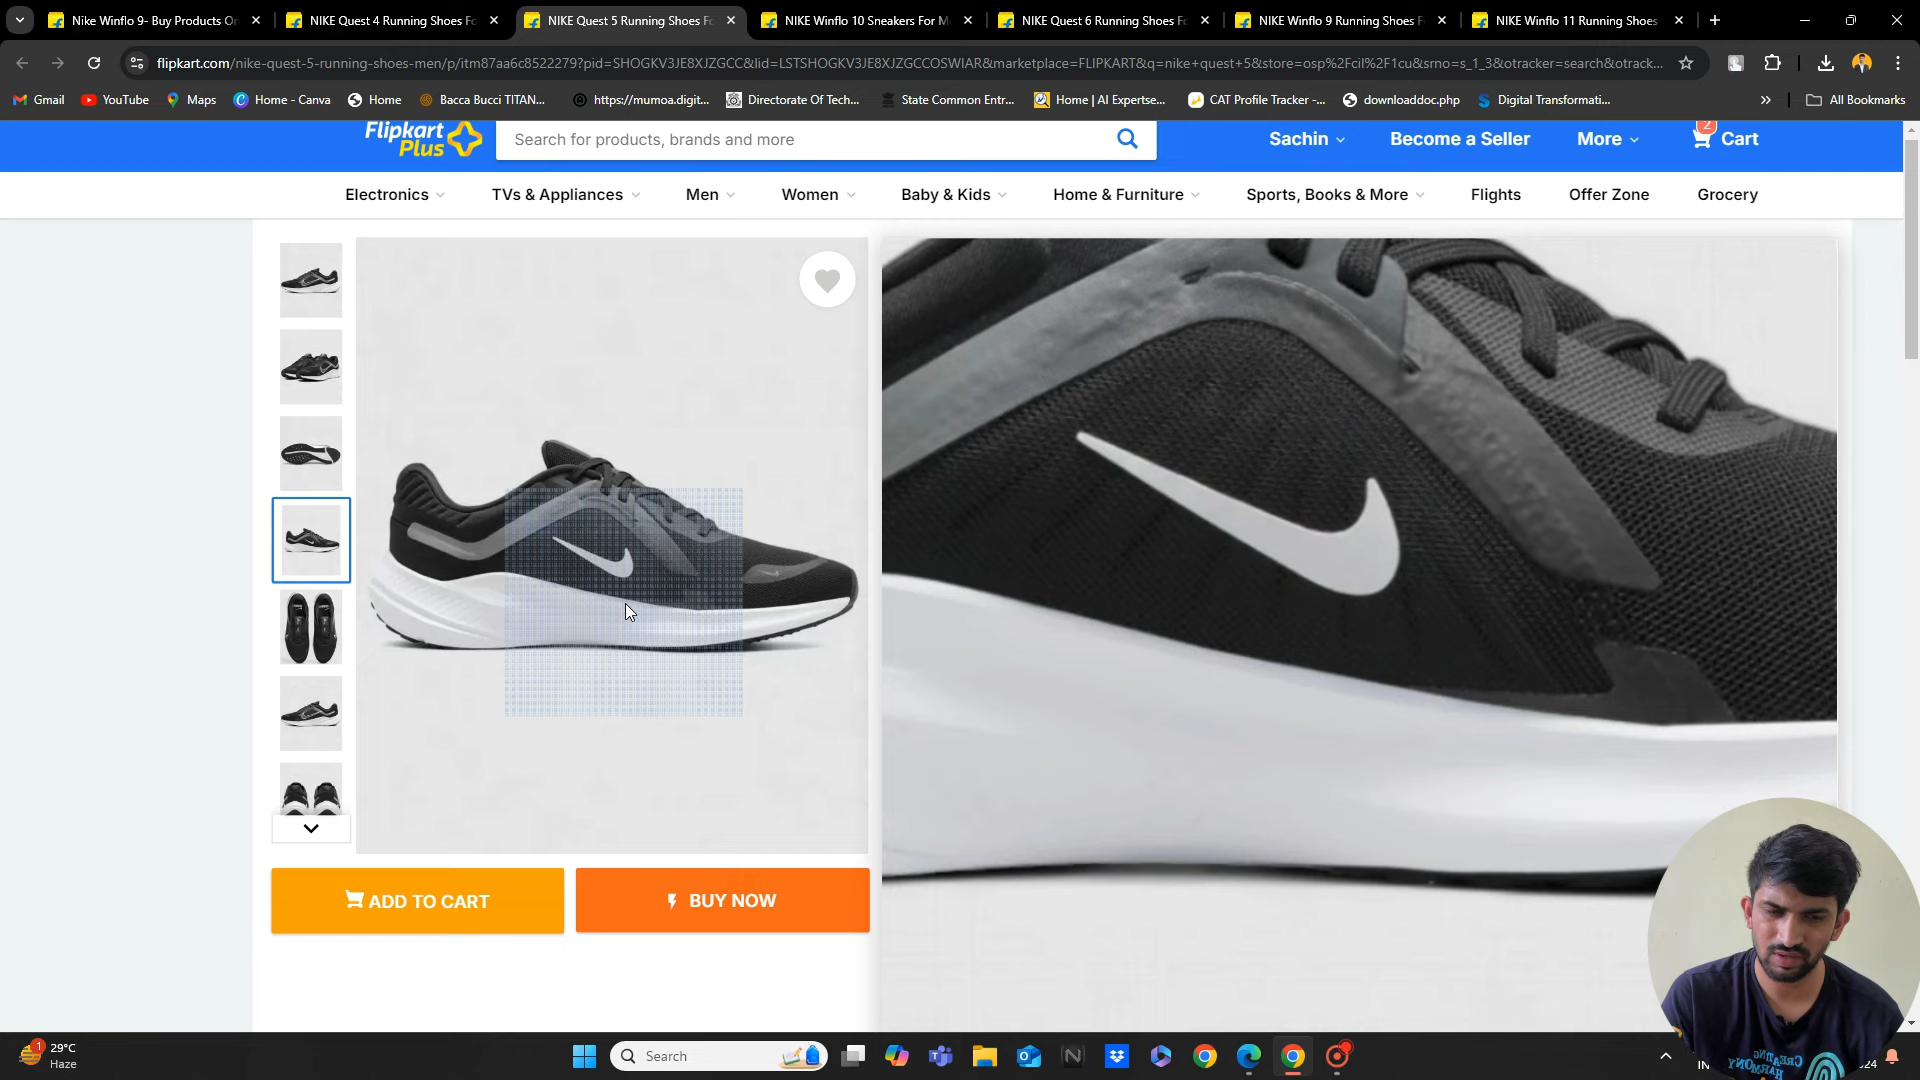 Nike Winflo 9- Buy Products O
NIKE Quest 4 Running Shoes Fo
NIKE Quest 5 Running Shoes Fo
NIKE Winflo 10 Sneakers For M
NIKE Quest 6 Running Shoes Fo
NIKE Winflo 9 Running Shoes F
NIKE Winflo 11 Running Shoes
flipkart.com/nike-quest-5-running-shoes-men/p/itm87aa6c8522279?pid=SHOGKV3JE8XJZGCC&lid=LSTSHOGKV3JE8XJZGCCOSWIAR&marketplace=FLIPKART&q=nike+quest+5&store=osp%2Fcil%2F1cu&srno=s_1_3&otracker=search&otrack...
Gmail
YouTube
Maps
Home - Canva
Home
Bacca Bucci TITAN...
https://mumoa.digit...
Directorate Of Tech...
State Common Entr...
Home | AI Expertse...
CAT Profile Tracker -...
downloaddoc.php
Digital Transformati...
All Bookmarks
Flipkart
Plus
Search for products, brands and more
Sachin
Become a Seller
More
2
Cart
Electronics
TVs & Appliances
Men
Women
Baby & Kids
Home & Furniture
Sports, Books & More
Flights
Offer Zone
Grocery
ADD TO CART
BUY NOW
1
29°C
Haze
Search